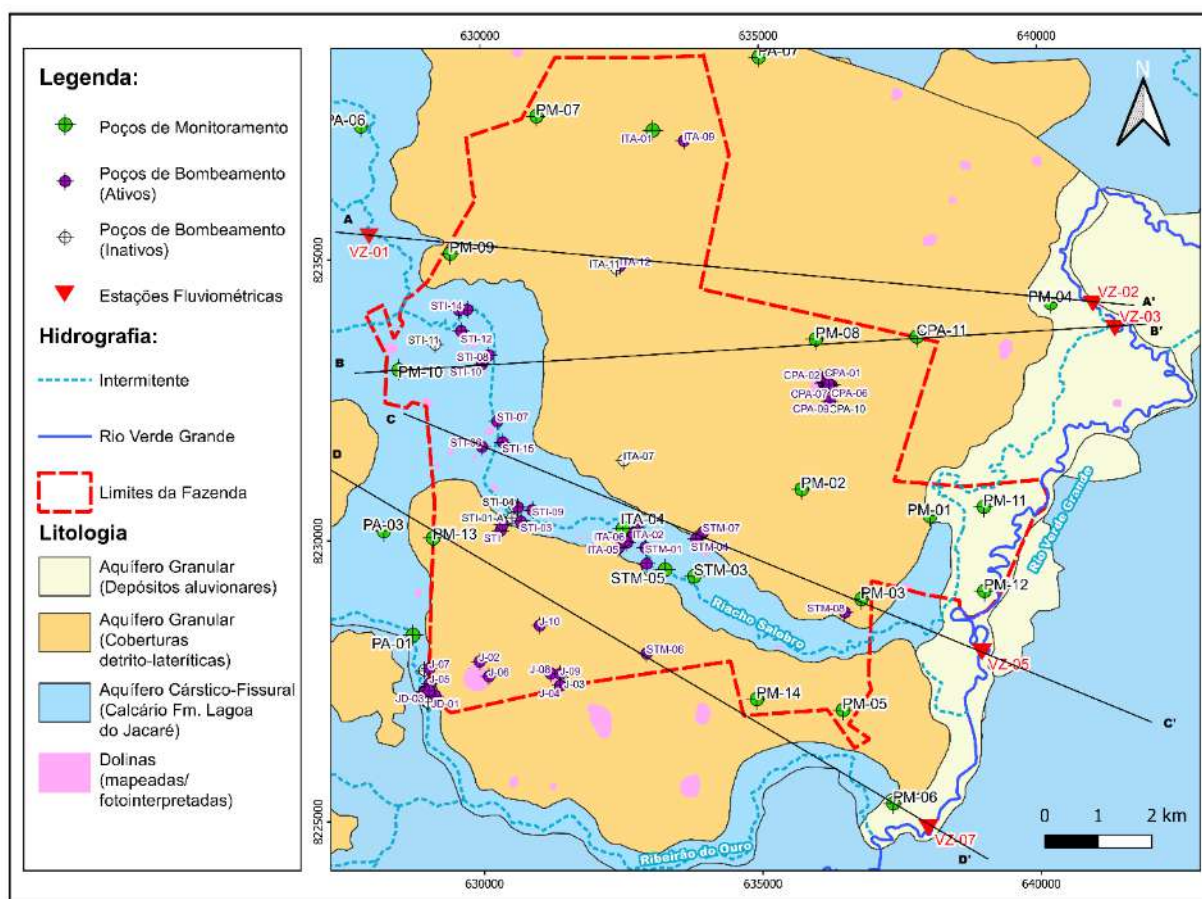 Legenda:
Poços de Monitoramento
Poços de Bombeamento
(Ativos)
Poços de Bombeamento
(Inativos)
Estações Fluviométricas
Hidrografia:
Intermitente
Rio Verde Grande
Limites da Fazenda
Litologia
Aquífero Granular
(Depósitos aluvionares)
Aquífero Granular
(Coberturas
detrito-lateríticas)
Aquífero Cárstico-Fissural
(Calcário Fm. Lagoa
do Jacaré)
Dolinas
(mapeadas/
fotointerpretadas)
630000
635000
640000
N
PA-07
PA-06
PM-07
ITA-01
ITA-09
8235000
A
VZ-01
PM-09
ITA-11
ITA-12
PM-04
VZ-02
A'
VZ-03
B'
STI-14
STI-12
STI-11
STI-08
STI-10
PM-08
CPA-11
B
PM-10
CPA-02
CPA-01
CPA-07
CPA-06
CPA-09
CPA-10
C
STI-07
STI-15
D
ITA-07
PM-02
PM-11
PM-01
Rio Verde Grande
8230000
STI-04
STI-09
STI-01-A
STI-03
STI
PA-03
PM-13
ITA-04
ITA-02
ITA-06
ITA-05
STM-01
STM-07
STM-04
STM-05
STM-03
PM-12
PM-03
STM-08
Riacho Salobro
J-10
STM-06
PA-01
J-07
J-05
JD-03
JD-01
J-02
J-06
J-08
J-09
J-03
J-04
VZ-05
PM-14
PM-05
C'
8225000
PM-06
VZ-07
D'
Ribeirão do Ouro
0 1 2 km
630000
635000
640000